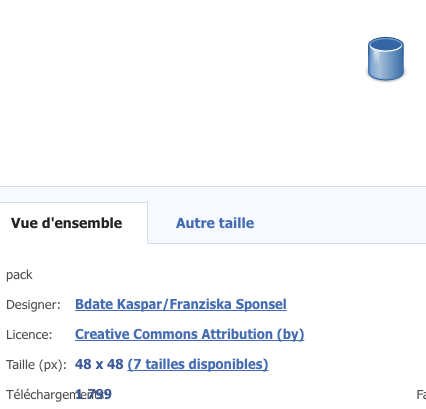 Vue d'ensemble Autre taille
pack
Designer: Bdate Kaspar/Franziska Sponsel
Licence: Creative Commons Attribution (by)
Taille (px): 48 x 48 (7 tailles disponibles)
Téléchargements: 1 799 Fa